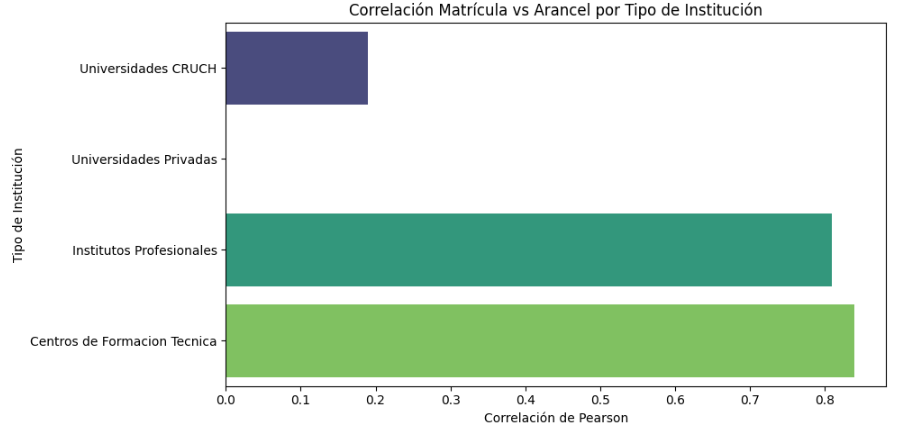 Correlación Matrícula vs Arancel por Tipo de Institución
Tipo de Institución
Universidades CRUCH
Universidades Privadas
Institutos Profesionales
Centros de Formacion Tecnica
0.0 0.1 0.2 0.3 0.4 0.5 0.6 0.7 0.8
Correlación de Pearson